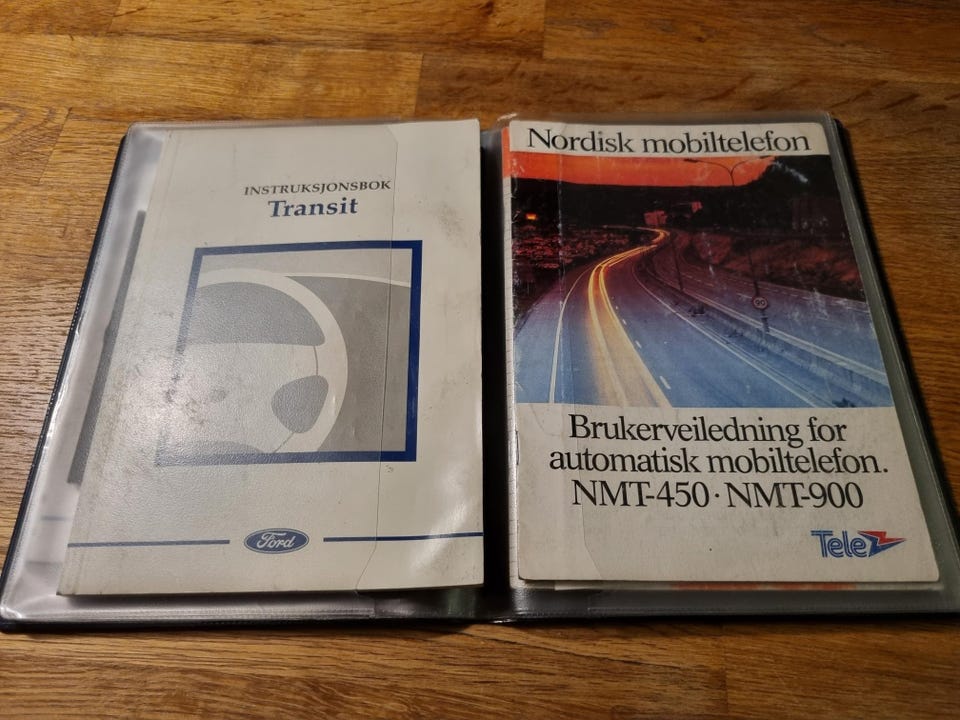 INSTRUKSJONSBOK
Transit
Ford
Nordisk mobiltelefon
90
Brukerveiledning for
automatisk mobiltelefon.
NMT-450 · NMT-900
Tele